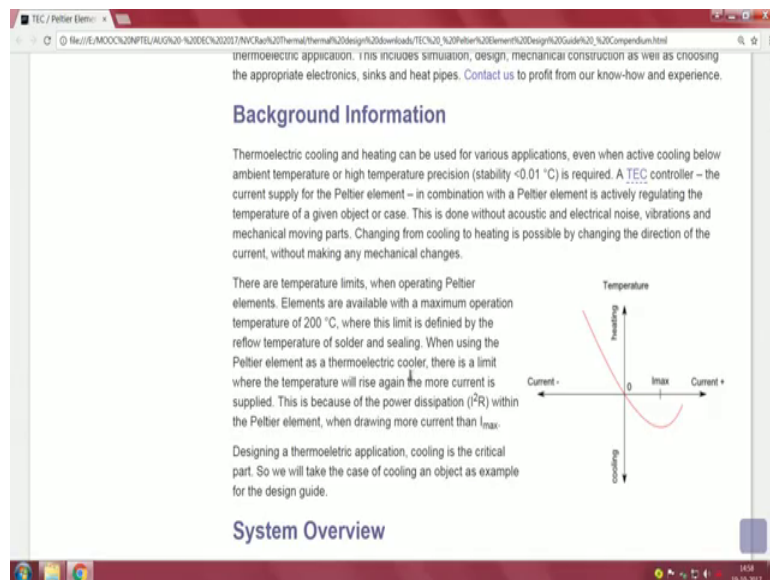 TEC / Peltier Eleme
file:///E:/MOOC%20NPTEL/AUG%20-%20DEC%202017/NVCRao%20Thermal/thermal%20design%20downloads/TEC%20_%20Peltier%20Element%20Design%20Guide%20_%20Compendium.html
thermoelectric application. This includes simulation, design, mechanical construction as well as choosing
the appropriate electronics, sinks and heat pipes. Contact us to profit from our know-how and experience.
Background Information
Thermoelectric cooling and heating can be used for various applications, even when active cooling below
ambient temperature or high temperature precision (stability <0.01 °C) is required. A TEC controller – the
current supply for the Peltier element – in combination with a Peltier element is actively regulating the
temperature of a given object or case. This is done without acoustic and electrical noise, vibrations and
mechanical moving parts. Changing from cooling to heating is possible by changing the direction of the
current, without making any mechanical changes.
There are temperature limits, when operating Peltier
elements. Elements are available with a maximum operation
temperature of 200 °C, where this limit is definied by the
reflow temperature of solder and sealing. When using the
Peltier element as a thermoelectric cooler, there is a limit
where the temperature will rise again the more current is
supplied. This is because of the power dissipation (I²R) within
the Peltier element, when drawing more current than Imax.
Designing a thermoeletric application, cooling is the critical
part. So we will take the case of cooling an object as example
for the design guide.
Temperature
heating
Current -
0
Imax
Current +
cooling
System Overview
14:58